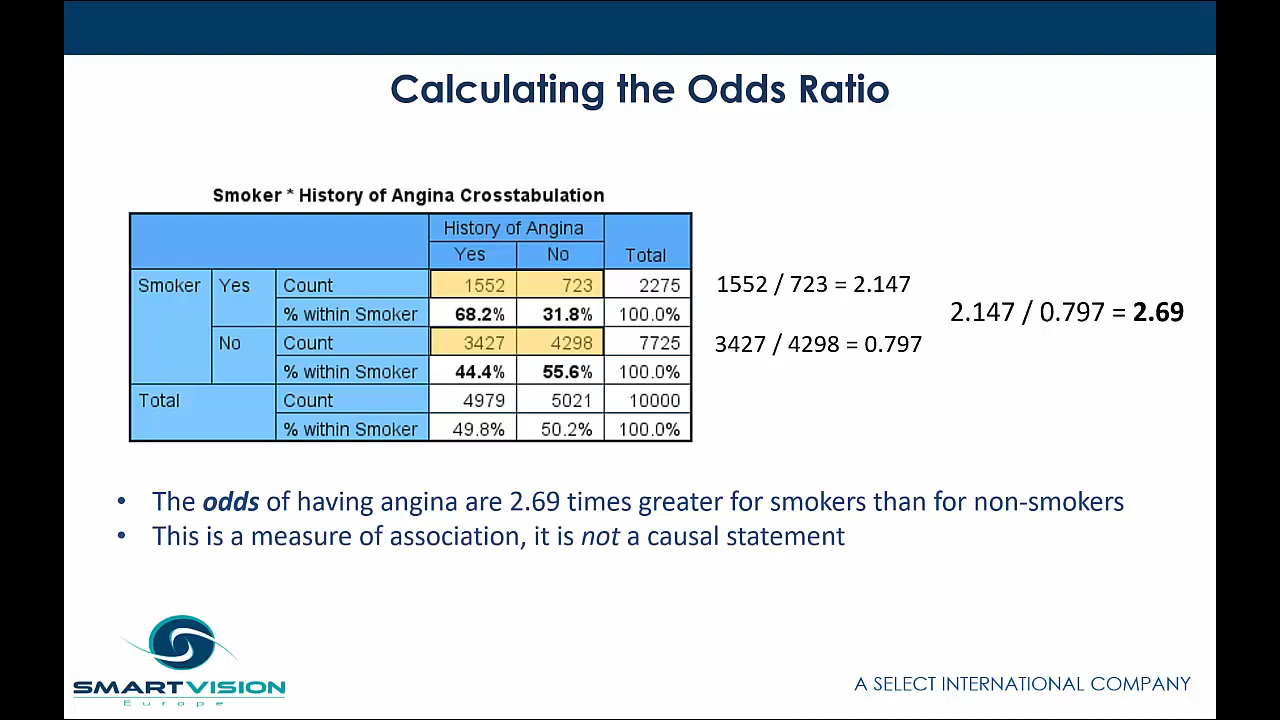 Calculating the Odds Ratio
Smoker * History of Angina Crosstabulation
History of Angina
Yes No Total
Smoker Yes Count 1552 723 2275
% within Smoker 68.2% 31.8% 100.0%
No Count 3427 4298 7725
% within Smoker 44.4% 55.6% 100.0%
Total Count 4979 5021 10000
% within Smoker 49.8% 50.2% 100.0%
1552 / 723 = 2.147
3427 / 4298 = 0.797
2.147 / 0.797 = 2.69
• The odds of having angina are 2.69 times greater for smokers than for non-smokers
• This is a measure of association, it is not a causal statement
SMARTVISION
Europe
A SELECT INTERNATIONAL COMPANY